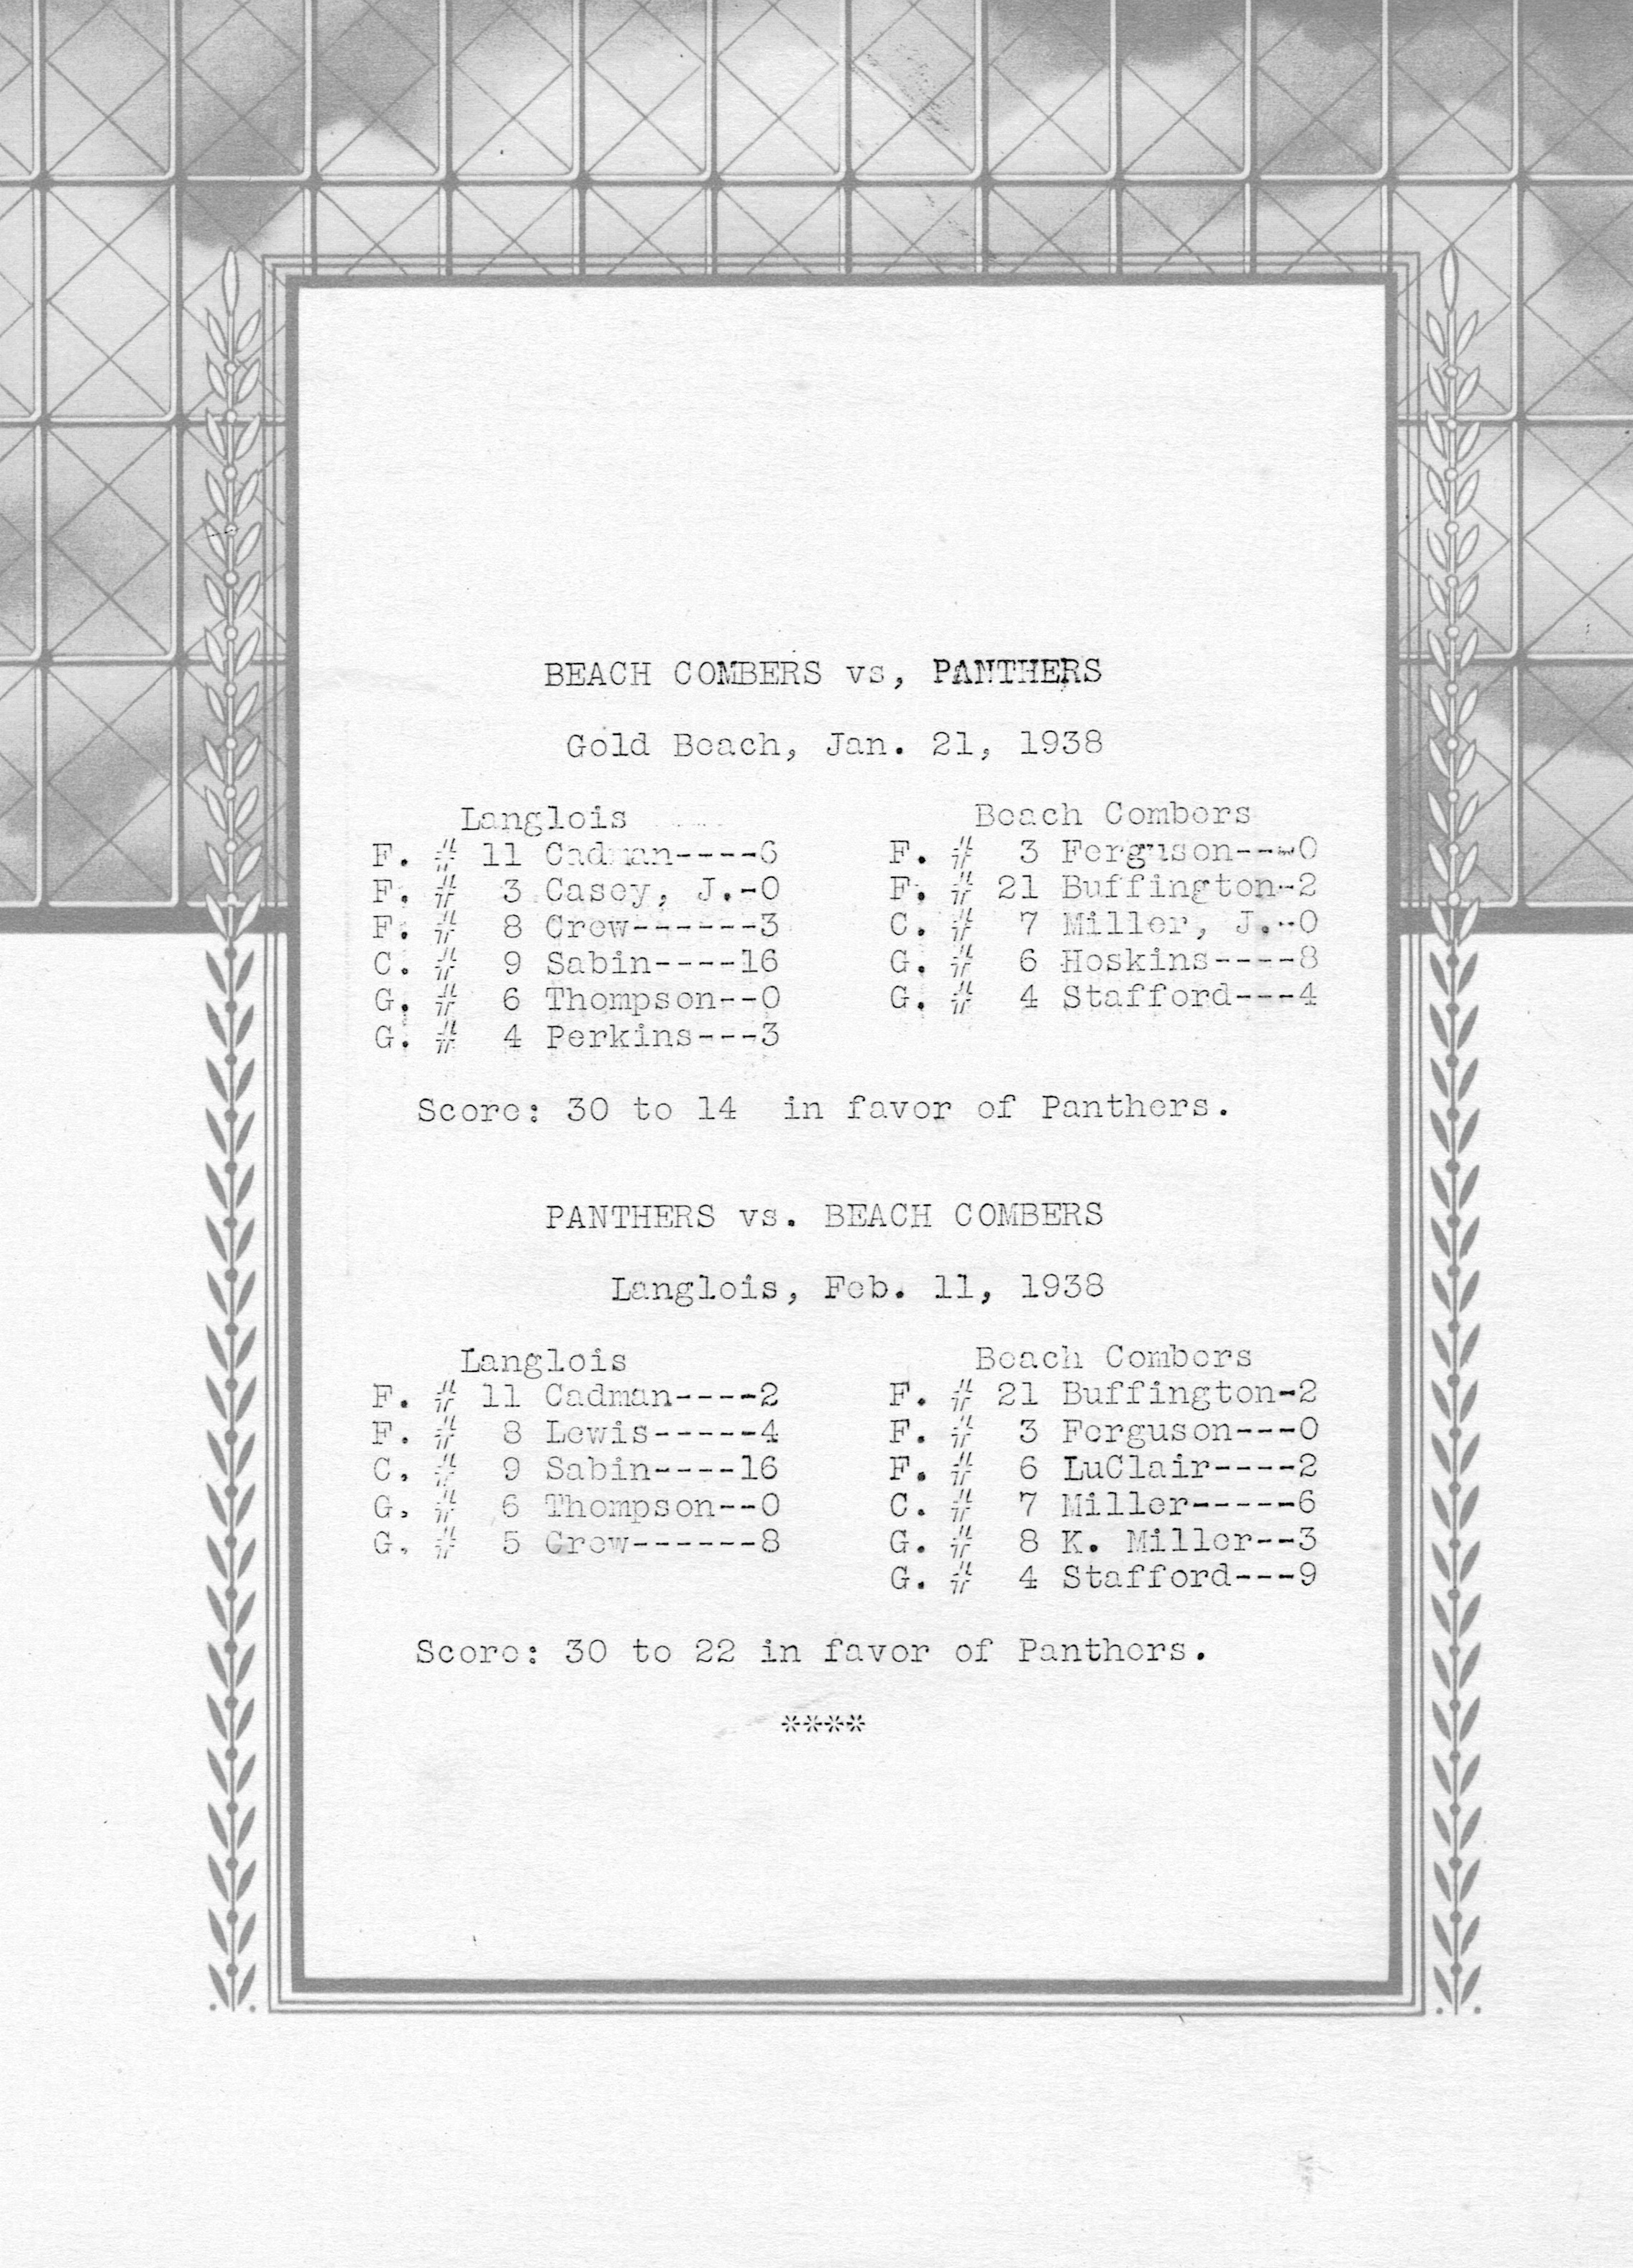 BEACH COMBERS vs, PANTHERS
Gold Beach, Jan. 21, 1938
Langlois Beach Combers
F. # 11 Cadman----6 F. # 3 Ferguson---0
F. # 3 Casey, J.-0 F. # 21 Buffington-2
F. # 8 Crew------3 C. # 7 Miller, J.-0
C. # 9 Sabin----16 G. # 6 Hoskins----8
G. # 6 Thompson--0 G. # 4 Stafford---4
G. # 4 Perkins---3
Score: 30 to 14 in favor of Panthers.
PANTHERS vs. BEACH COMBERS
Langlois, Feb. 11, 1938
Langlois Beach Combers
F. # 11 Cadman----2 F. # 21 Buffington-2
F. # 8 Lewis-----4 F. # 3 Ferguson---0
C. # 9 Sabin----16 F. # 6 LuClair----2
G. # 6 Thompson--0 C. # 7 Miller-----6
G. # 5 Crew------8 G. # 8 K. Miller--3
G. # 4 Stafford---9
Score: 30 to 22 in favor of Panthers.
****